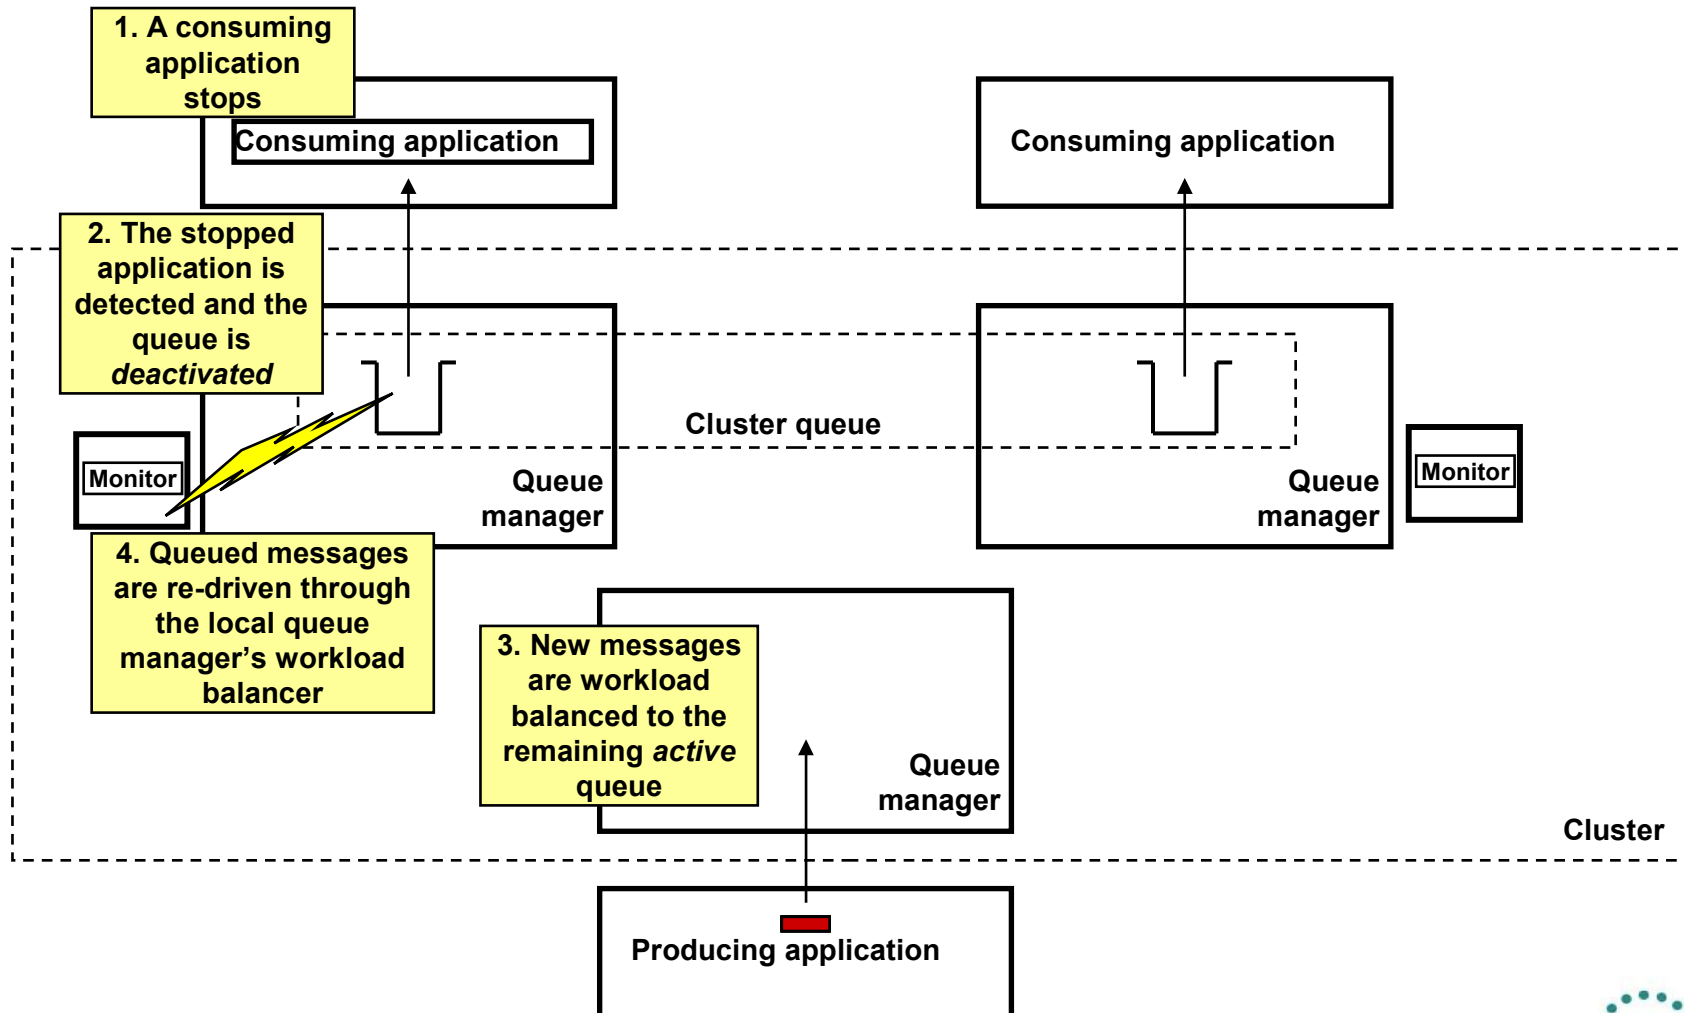 1. A consuming
application
stops
Consuming application
Consuming application
2. The stopped
application is
detected and the
queue is
deactivated
Cluster queue
Monitor
Queue
manager
Queue
manager
Monitor
4. Queued messages
are re-driven through
the local queue
manager’s workload
balancer
3. New messages
are workload
balanced to the
remaining active
queue
Queue
manager
Cluster
Producing application